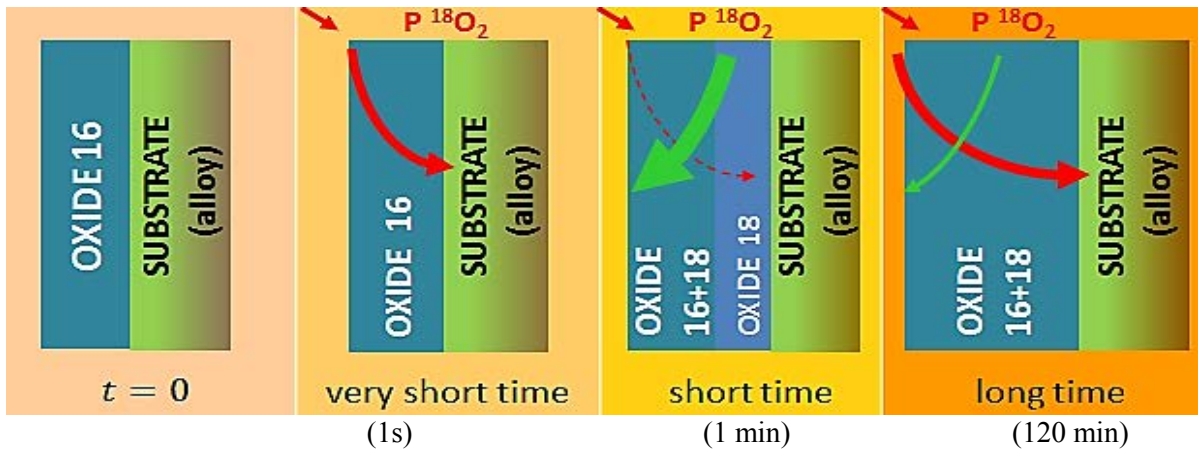 OXIDE 16
SUBSTRATE
(alloy)
t = 0
P ¹⁸O₂
OXIDE 16
SUBSTRATE
(alloy)
very short time
(1s)
P ¹⁸O₂
OXIDE
16+18
OXIDE 18
SUBSTRATE
(alloy)
short time
(1 min)
P ¹⁸O₂
OXIDE
16+18
SUBSTRATE
(alloy)
long time
(120 min)